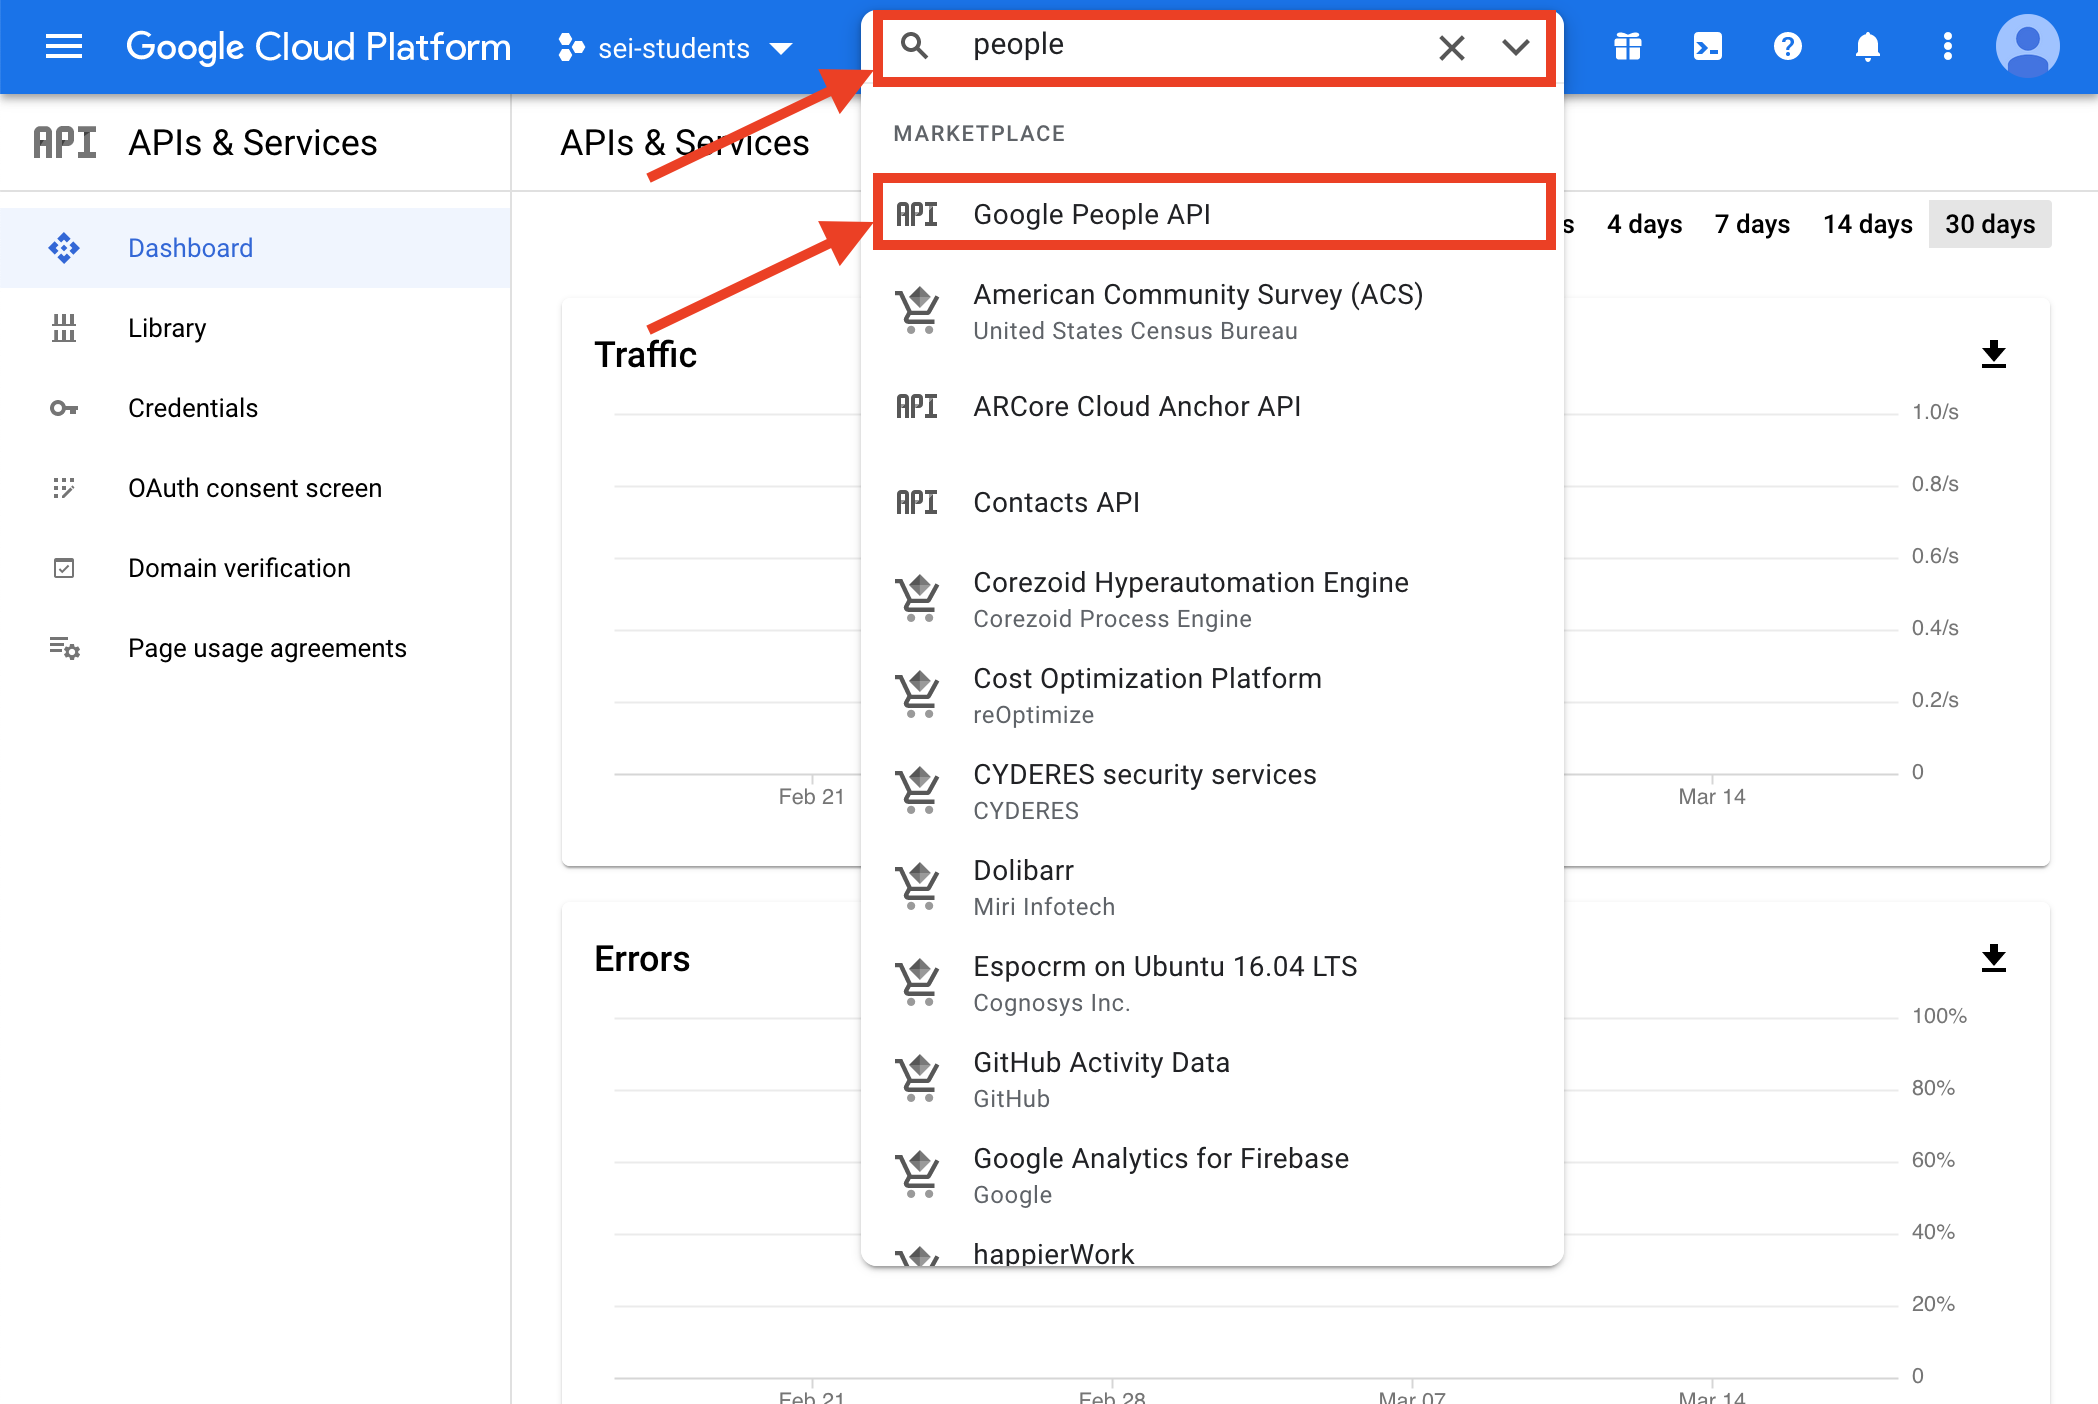 Google Cloud Platform
sei-students
people
API
APIs & Services
APIs & Services
MARKETPLACE
Dashboard
Library
Credentials
OAuth consent screen
Domain verification
Page usage agreements
API Google People API
American Community Survey (ACS)
United States Census Bureau
API ARCore Cloud Anchor API
API Contacts API
Corezoid Hyperautomation Engine
Corezoid Process Engine
Cost Optimization Platform
reOptimize
CYDERES security services
CYDERES
Dolibarr
Miri Infotech
Espocrm on Ubuntu 16.04 LTS
Cognosys Inc.
GitHub Activity Data
GitHub
Google Analytics for Firebase
Google
happierWork
4 days 7 days 14 days 30 days
Traffic
1.0/s
0.8/s
0.6/s
0.4/s
0.2/s
0
Feb 21 Mar 14
Errors
100%
80%
60%
40%
20%
0
Feb 21 Feb 28 Mar 07 Mar 14